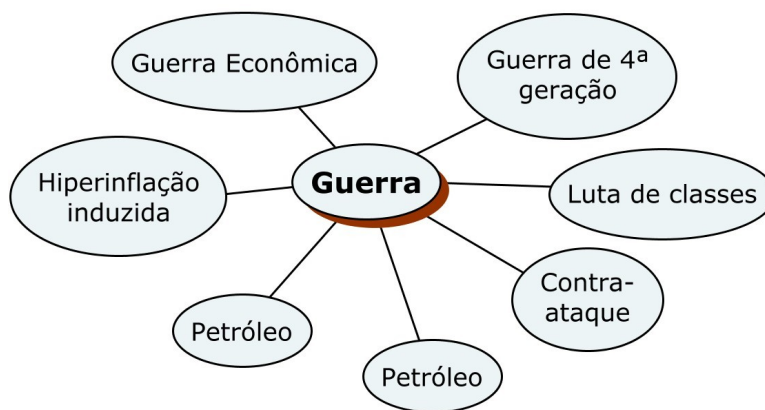 Guerra Econômica
Guerra de 4ª
geração
Hiperinflação
induzida
Guerra
Luta de classes
Contra-
ataque
Petróleo
Petróleo